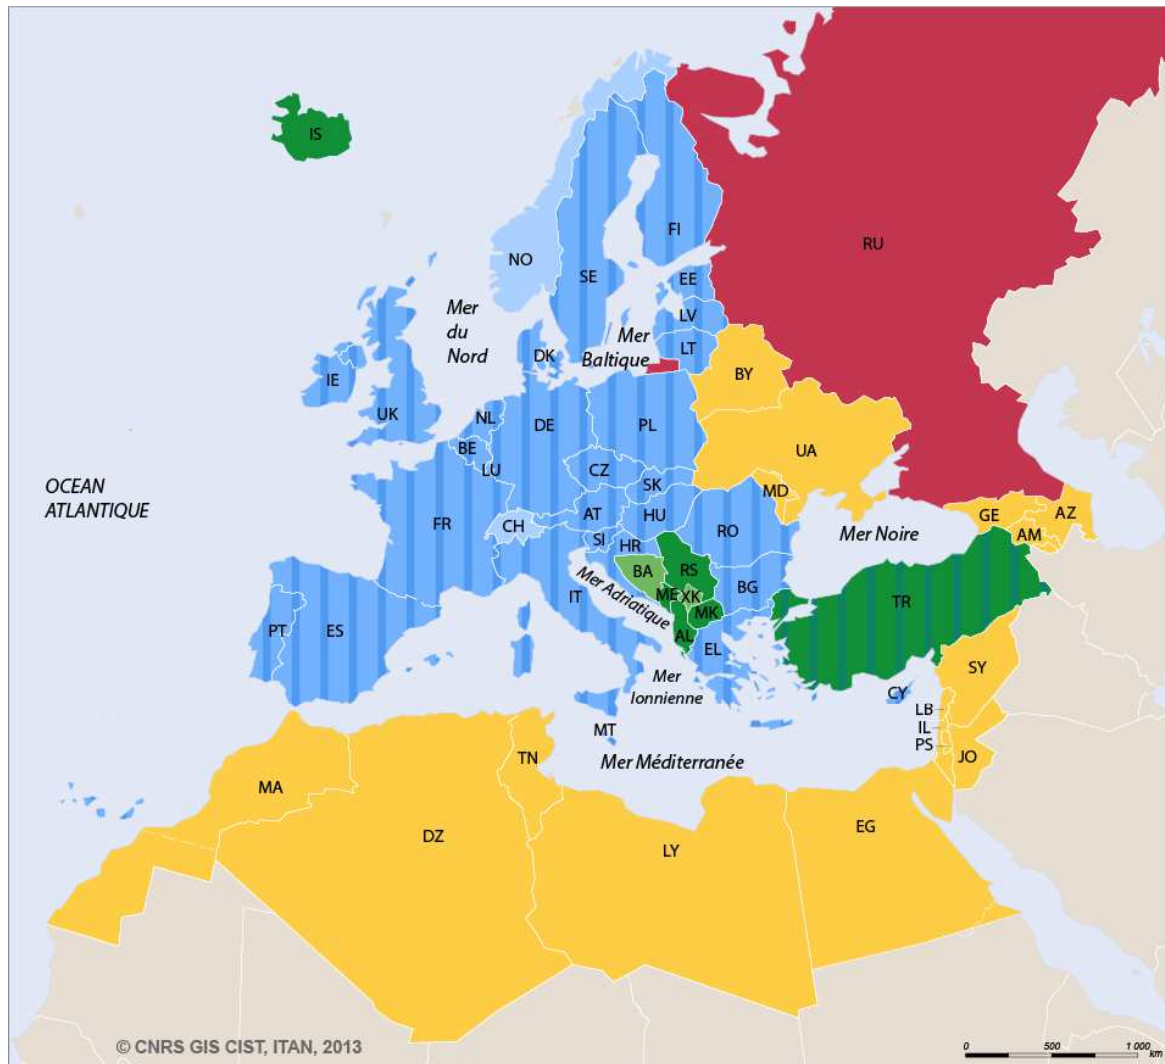 IS
NO
SE
FI
RU
EE
LV
LT
Mer
du
Nord
Mer
Baltique
DK
IE
UK
NL
BE
LU
DE
PL
BY
UA
CZ
SK
MD
OCEAN
ATLANTIQUE
FR
CH
AT
HU
RO
SI
HR
Mer Noire
GE
AM
AZ
BA
RS
ME
XK
MK
AL
BG
TR
IT
Mer Adriatique
PT
ES
EL
Mer
Ionnienne
CY
SY
LB
IL
PS
JO
MT
Mer Méditerranée
MA
TN
DZ
LY
EG
© CNRS GIS CIST, ITAN, 2013
0 500 1 000
km